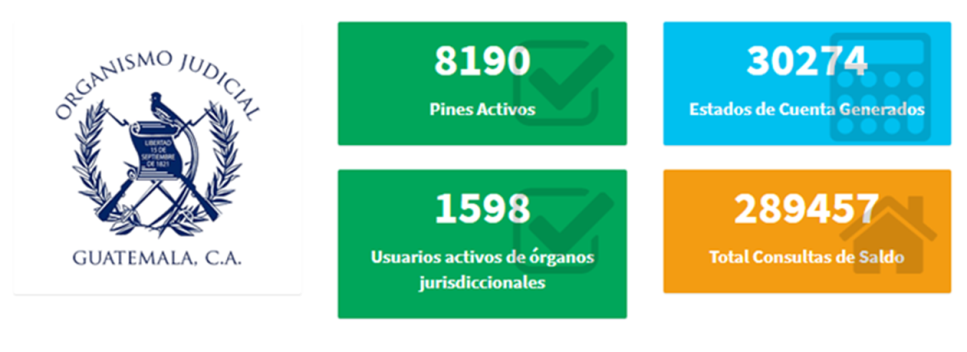 ORGANISMO JUDICIAL
LIBERTAD
15 DE
SEPTIEMBRE
DE 1821
GUATEMALA, C.A.
8190
Pines Activos
30274
Estados de Cuenta Generados
1598
Usuarios activos de órganos
jurisdiccionales
289457
Total Consultas de Saldo